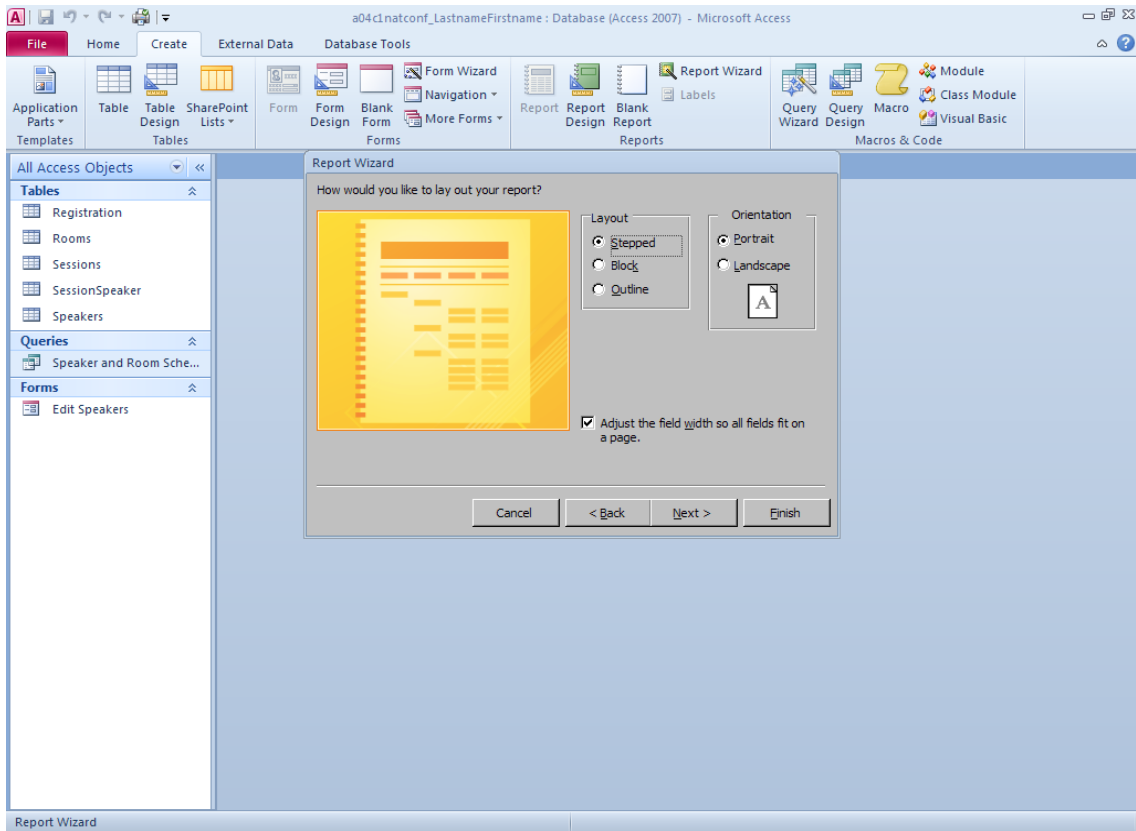 a04c1natconf_LastnameFirstname : Database (Access 2007) - Microsoft Access
File Home Create External Data Database Tools
Application Parts
Table
Table Design
SharePoint Lists
Form
Form Design
Blank Form
Form Wizard
Navigation
More Forms
Report
Report Design
Blank Report
Report Wizard
Labels
Query Wizard
Query Design
Macro
Module
Class Module
Visual Basic
Templates Tables Forms Reports Macros & Code
All Access Objects
Tables
Registration
Rooms
Sessions
SessionSpeaker
Speakers
Queries
Speaker and Room Sche...
Forms
Edit Speakers
Report Wizard
How would you like to lay out your report?
Layout
Stepped
Block
Outline
Orientation
Portrait
Landscape
A
Adjust the field width so all fields fit on
a page.
Cancel < Back Next > Finish
Report Wizard